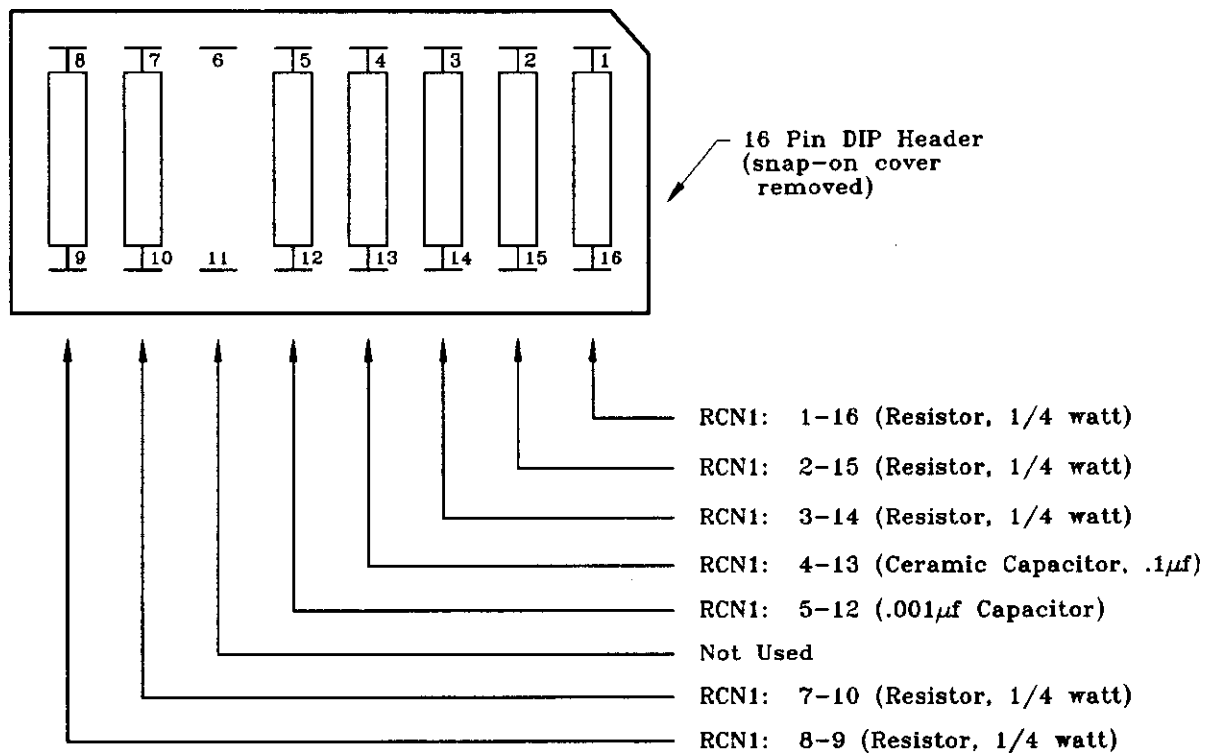 8 7 6 5 4 3 2 1
9 10 11 12 13 14 15 16
16 Pin DIP Header
(snap-on cover
removed)
RCN1: 1-16 (Resistor, 1/4 watt)
RCN1: 2-15 (Resistor, 1/4 watt)
RCN1: 3-14 (Resistor, 1/4 watt)
RCN1: 4-13 (Ceramic Capacitor, .1μf)
RCN1: 5-12 (.001μf Capacitor)
Not Used
RCN1: 7-10 (Resistor, 1/4 watt)
RCN1: 8-9 (Resistor, 1/4 watt)